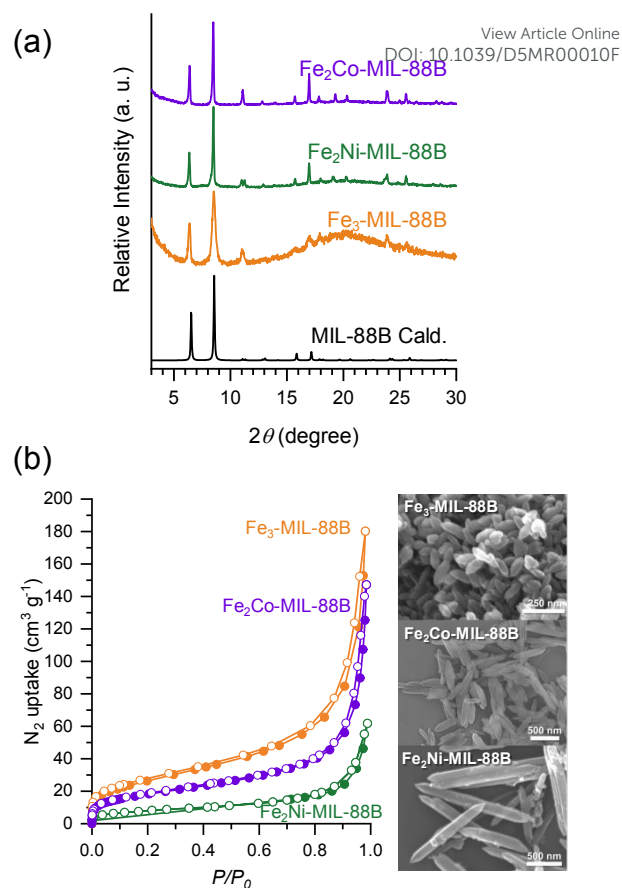 (a)
View Article Online
DOI: 10.1039/D5MR00010F
Fe₂Co-MIL-88B
Fe₂Ni-MIL-88B
Fe₃-MIL-88B
MIL-88B Cald.
Relative Intensity (a. u.)
5 10 15 20 25 30
2θ (degree)
(b)
200
180
160
140
120
100
80
60
40
20
0
N₂ uptake (cm³ g⁻¹)
Fe₃-MIL-88B
Fe₂Co-MIL-88B
Fe₂Ni-MIL-88B
0.0 0.2 0.4 0.6 0.8 1.0
P/P₀
Fe₃-MIL-88B
250 nm
Fe₂Co-MIL-88B
500 nm
Fe₂Ni-MIL-88B
500 nm